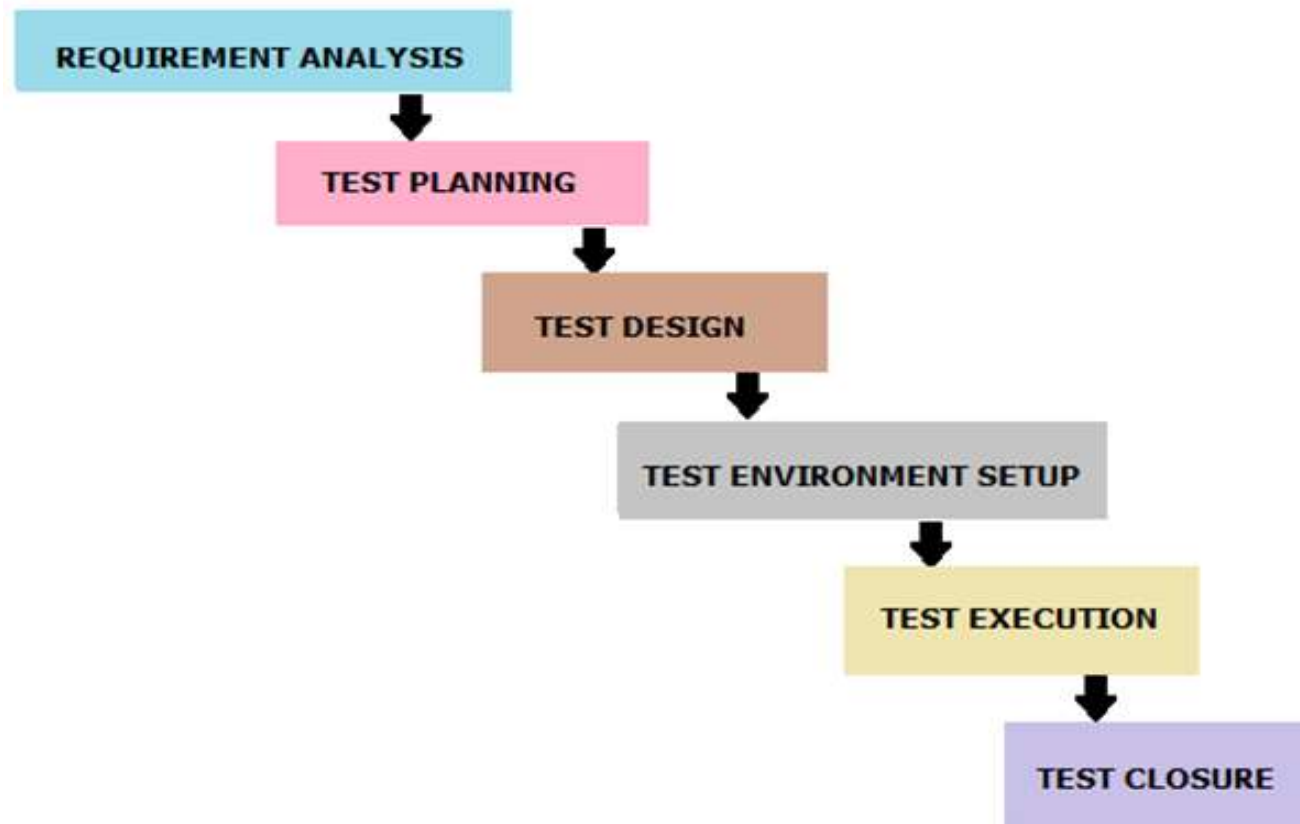 REQUIREMENT ANALYSIS
TEST PLANNING
TEST DESIGN
TEST ENVIRONMENT SETUP
TEST EXECUTION
TEST CLOSURE